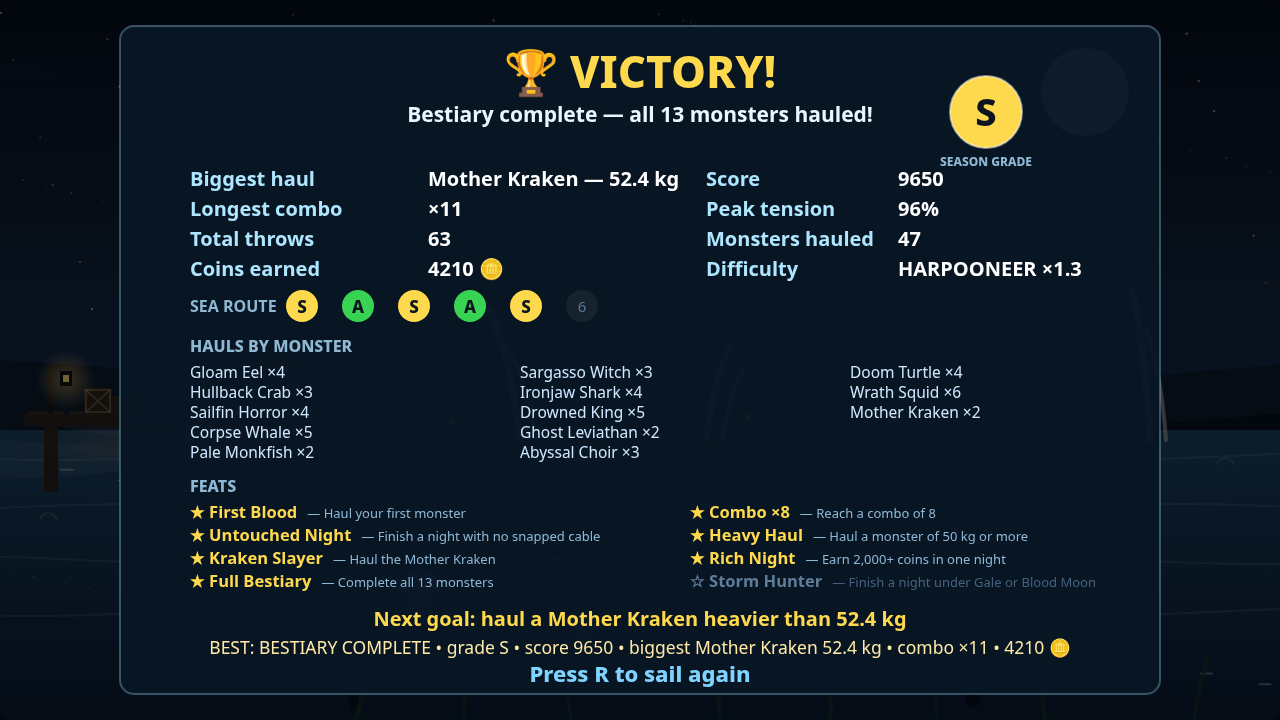 🏆 VICTORY!
Bestiary complete — all 13 monsters hauled!
S
SEASON GRADE
Biggest haul Mother Kraken — 52.4 kg Score 9650
Longest combo ×11 Peak tension 96%
Total throws 63 Monsters hauled 47
Coins earned 4210 🪙 Difficulty HARPOONEER ×1.3
SEA ROUTE S A S A S 6
HAULS BY MONSTER
Gloam Eel ×4 Sargasso Witch ×3 Doom Turtle ×4
Hullback Crab ×3 Ironjaw Shark ×4 Wrath Squid ×6
Sailfin Horror ×4 Drowned King ×5 Mother Kraken ×2
Corpse Whale ×5 Ghost Leviathan ×2
Pale Monkfish ×2 Abyssal Choir ×3
FEATS
★ First Blood — Haul your first monster ★ Combo ×8 — Reach a combo of 8
★ Untouched Night — Finish a night with no snapped cable ★ Heavy Haul — Haul a monster of 50 kg or more
★ Kraken Slayer — Haul the Mother Kraken ★ Rich Night — Earn 2,000+ coins in one night
★ Full Bestiary — Complete all 13 monsters ☆ Storm Hunter — Finish a night under Gale or Blood Moon
Next goal: haul a Mother Kraken heavier than 52.4 kg
BEST: BESTIARY COMPLETE • grade S • score 9650 • biggest Mother Kraken 52.4 kg • combo ×11 • 4210 🪙
Press R to sail again